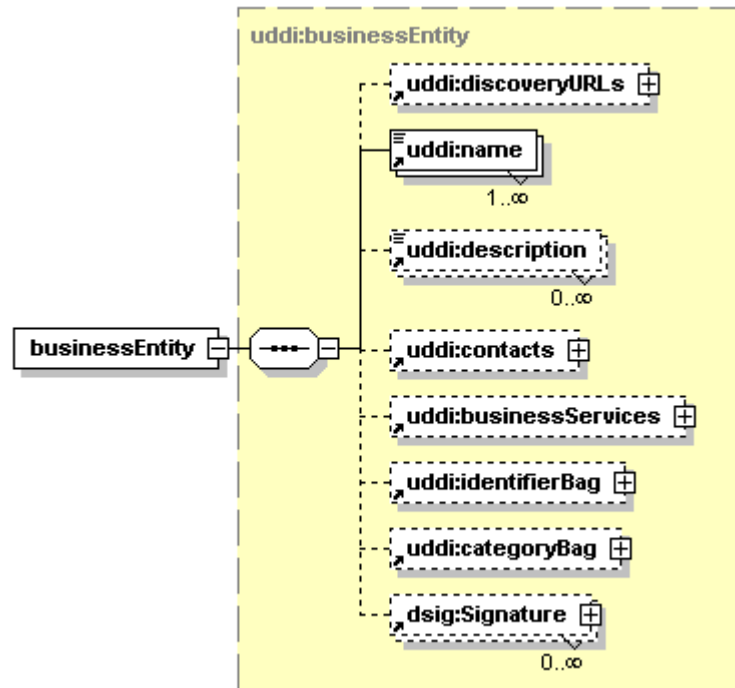 uddi:businessEntity
uddi:discoveryURLs
uddi:name
1..∞
uddi:description
0..∞
businessEntity
uddi:contacts
uddi:businessServices
uddi:identifierBag
uddi:categoryBag
dsig:Signature
0..∞